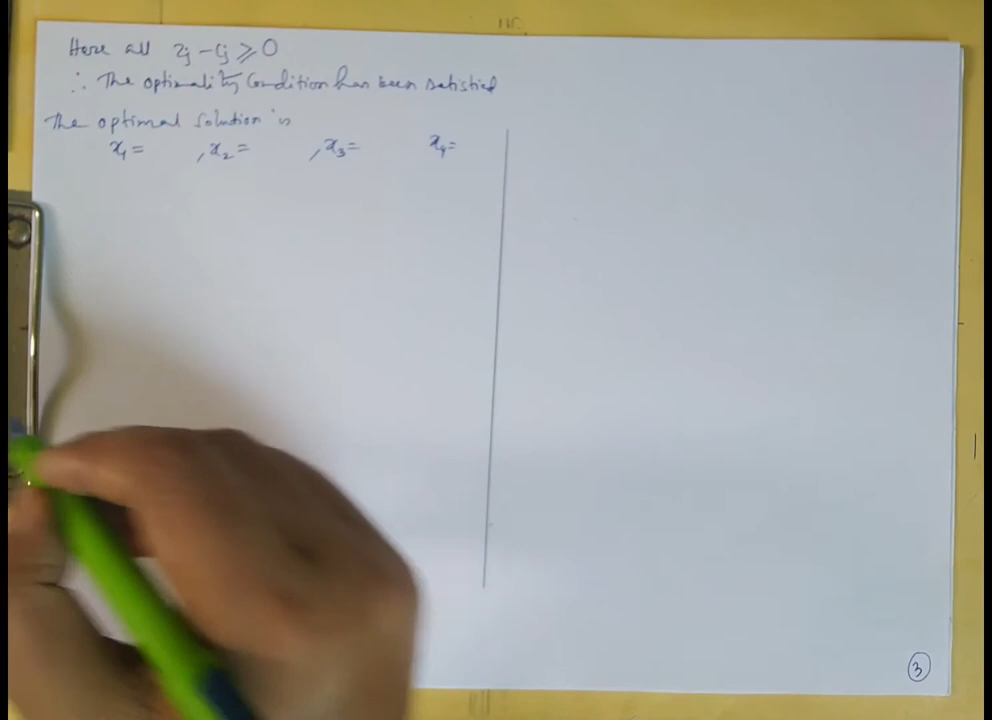 Here all zj - cj ⩾ 0
∴ The optimality Condition has been satisfied
The optimal solution is
x₁ = , x₂ = , x₃ = x₄ =
3